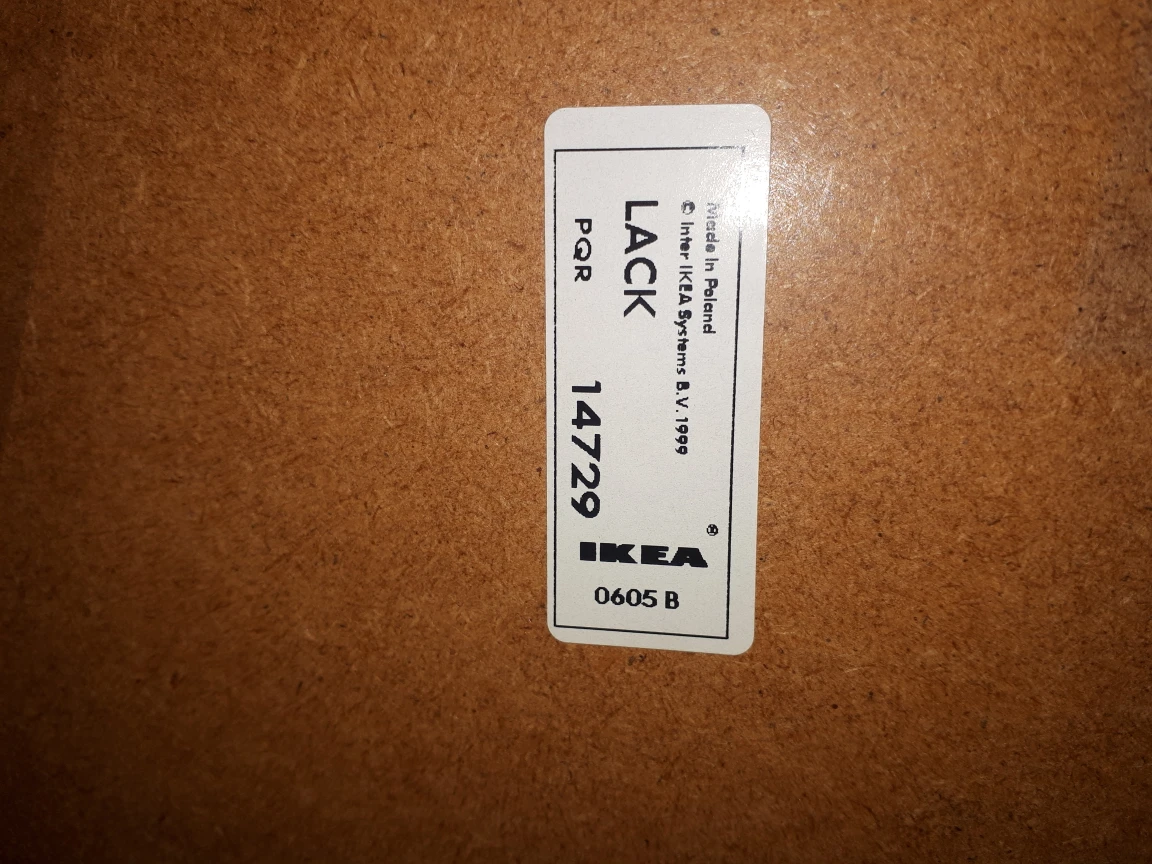 Made in Poland
© Inter IKEA Systems B.V. 1999
LACK
PQR 14729
IKEA®
0605 B